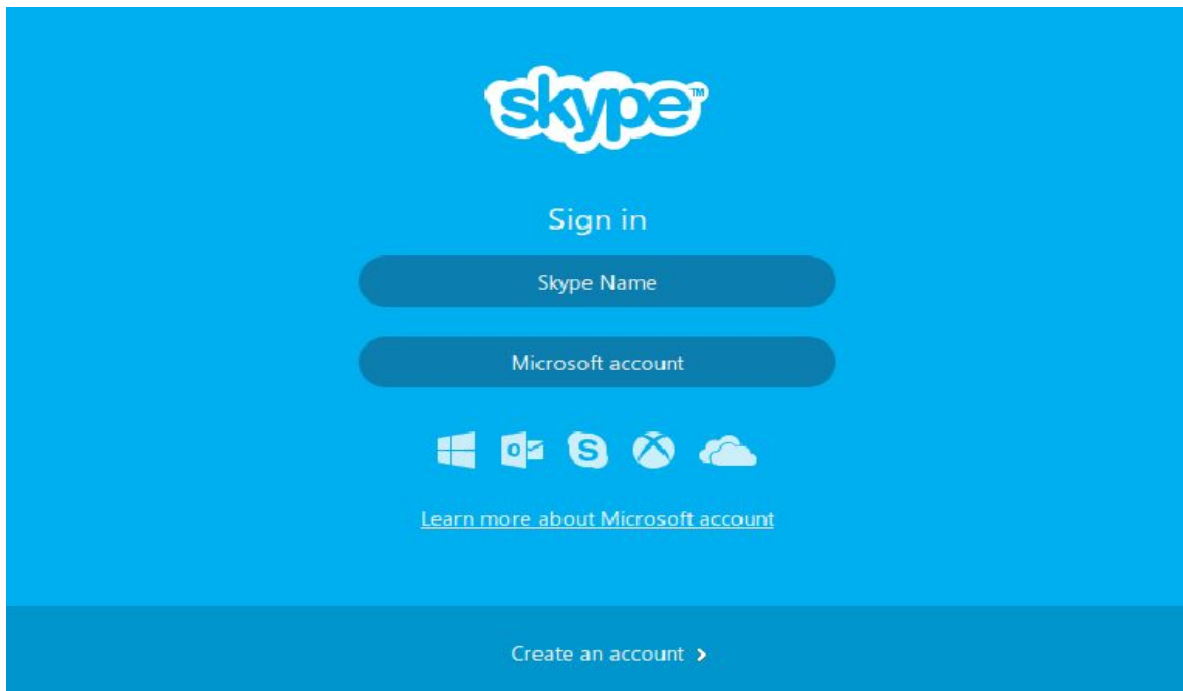 skype™
Sign in
Skype Name
Microsoft account
Learn more about Microsoft account
Create an account >